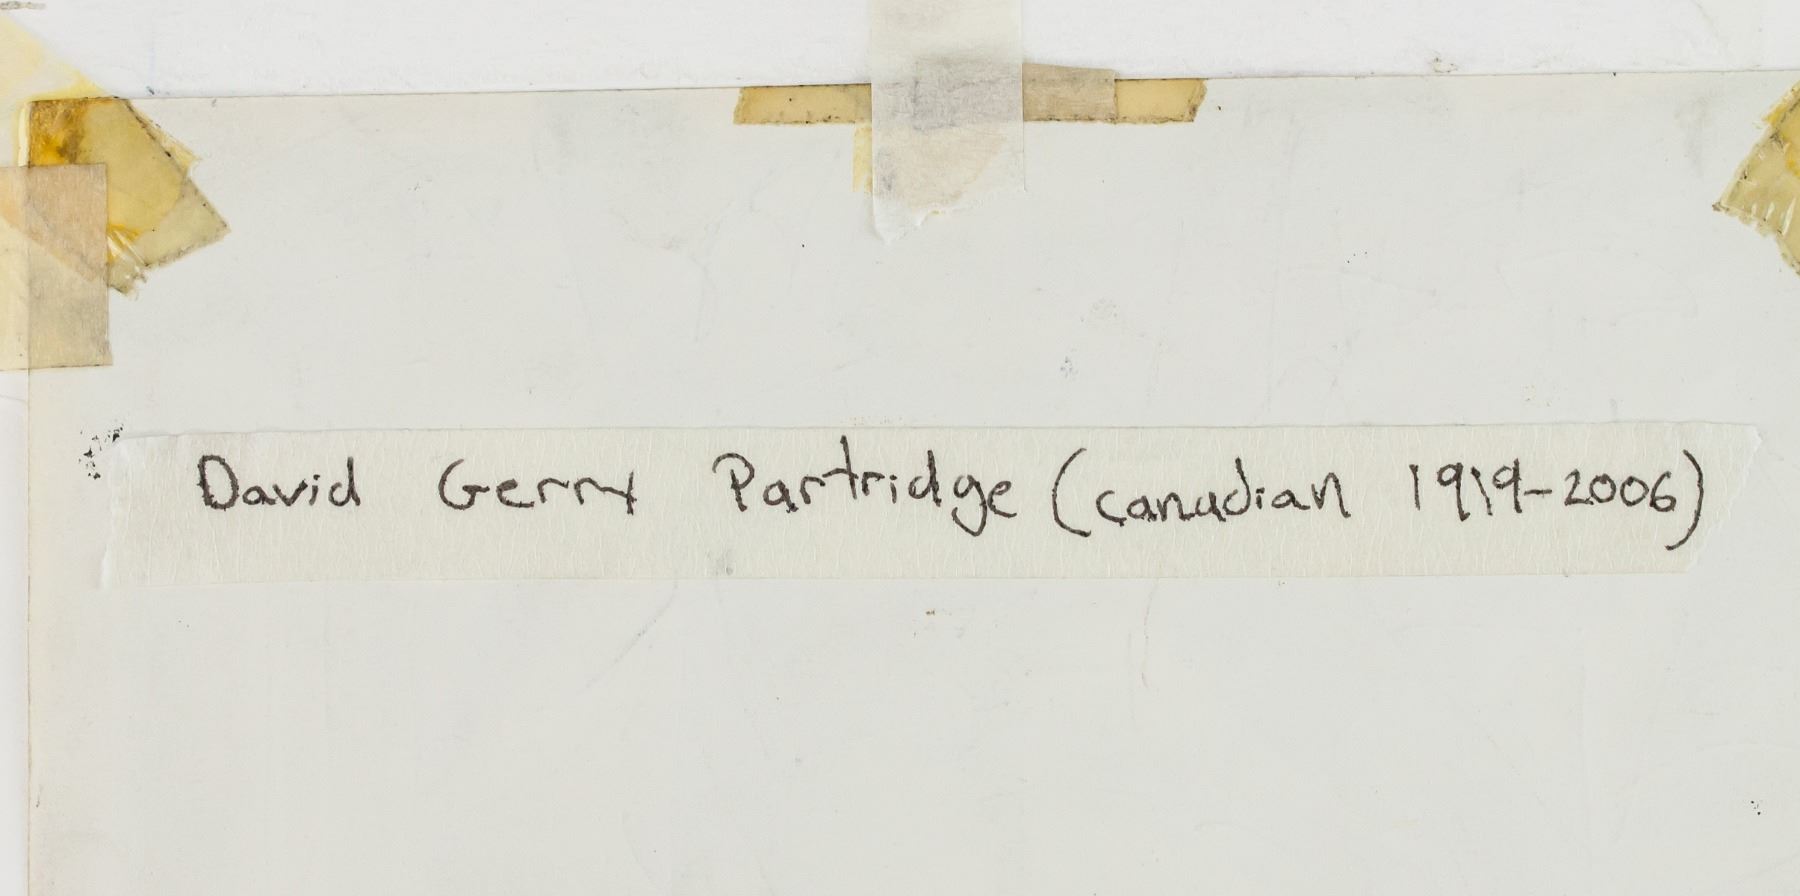 David Gerry Partridge (canadian 1919-2006)